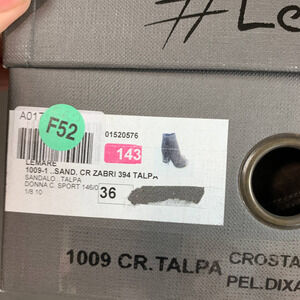 #Le
A017
F52
01520576
143
LEMARE
1009-1 ..SAND. CR ZABRI 394 TALPA
SANDALO : TALPA
DONNA C. SPORT 146/0
36
1/8 10
1009 CR.TALPA
CROSTA
PEL.DIXA